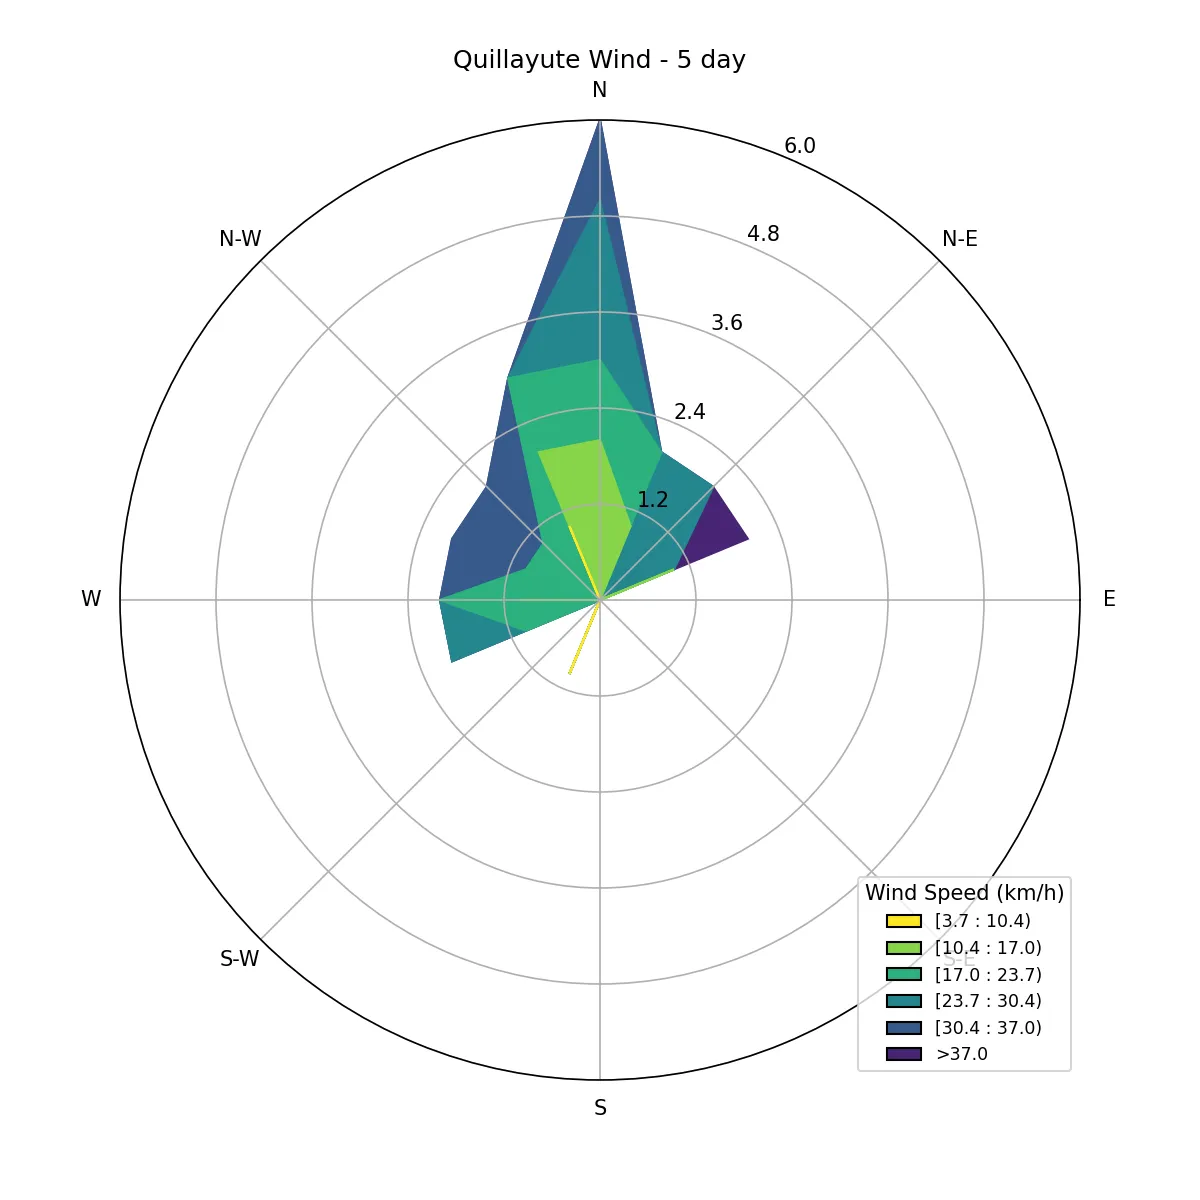 Quillayute Wind - 5 day
N
6.0
N-W
4.8
N-E
3.6
2.4
1.2
W
E
S-W
S-E
S
Wind Speed (km/h)
[3.7 : 10.4)
[10.4 : 17.0)
[17.0 : 23.7)
[23.7 : 30.4)
[30.4 : 37.0)
>37.0